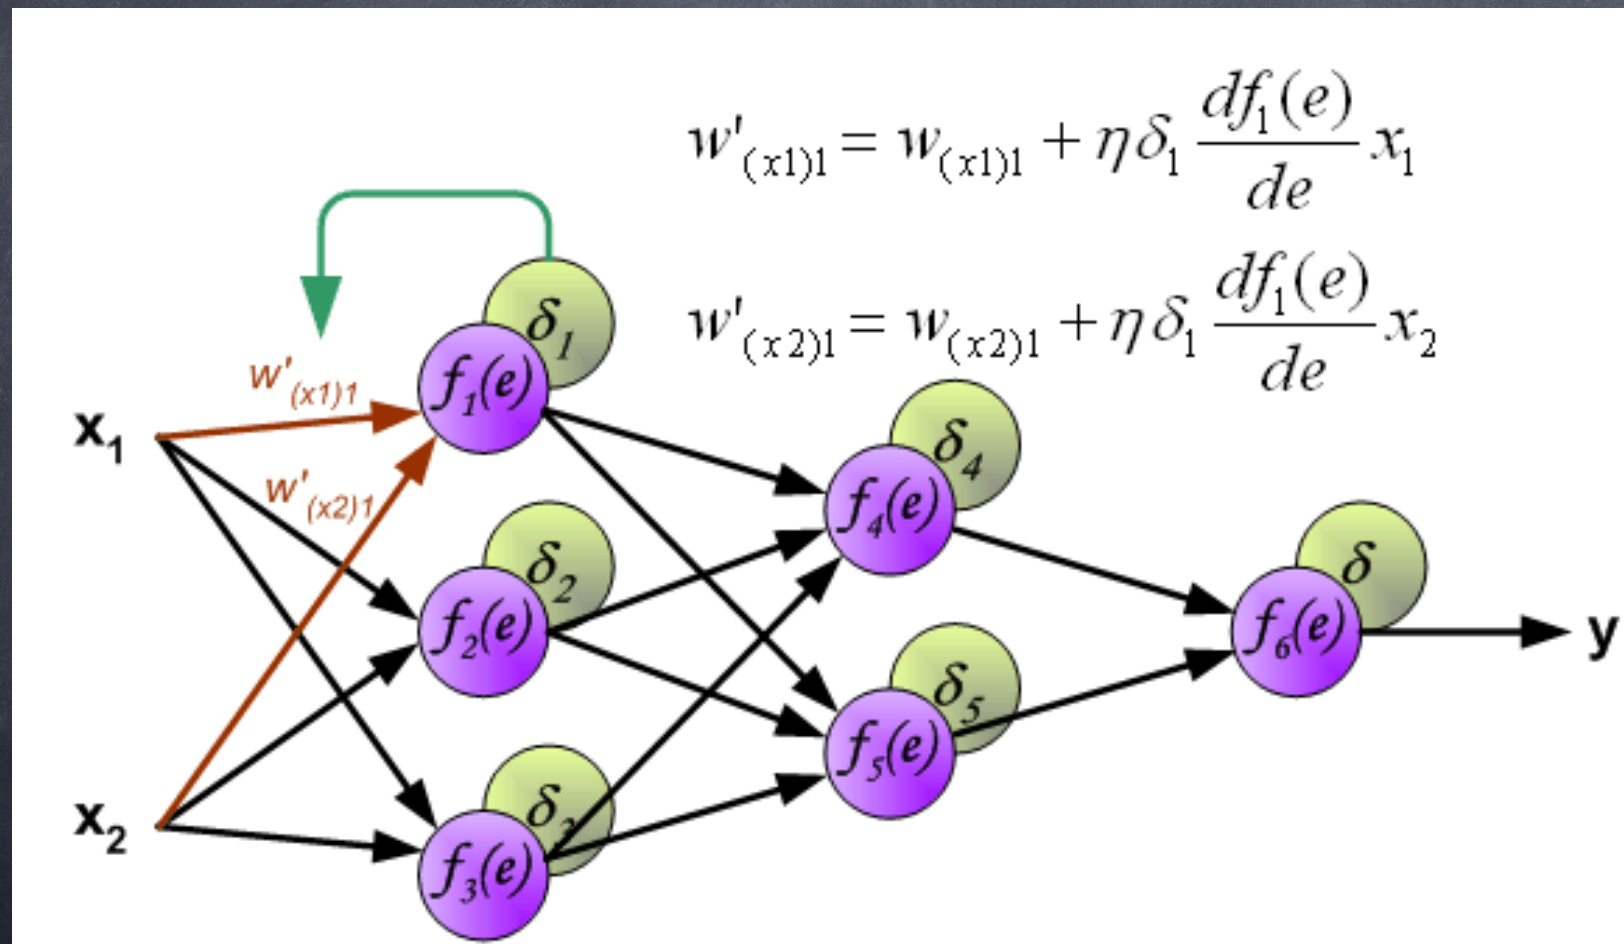 w'(x1)1 = w(x1)1 + ηδ1 df1(e)/de x1
w'(x2)1 = w(x2)1 + ηδ1 df1(e)/de x2
δ1
f1(e)
w'(x1)1
x1
w'(x2)1
δ4
f4(e)
δ2
f2(e)
δ
f6(e)
y
δ5
f5(e)
x2
δ3
f3(e)